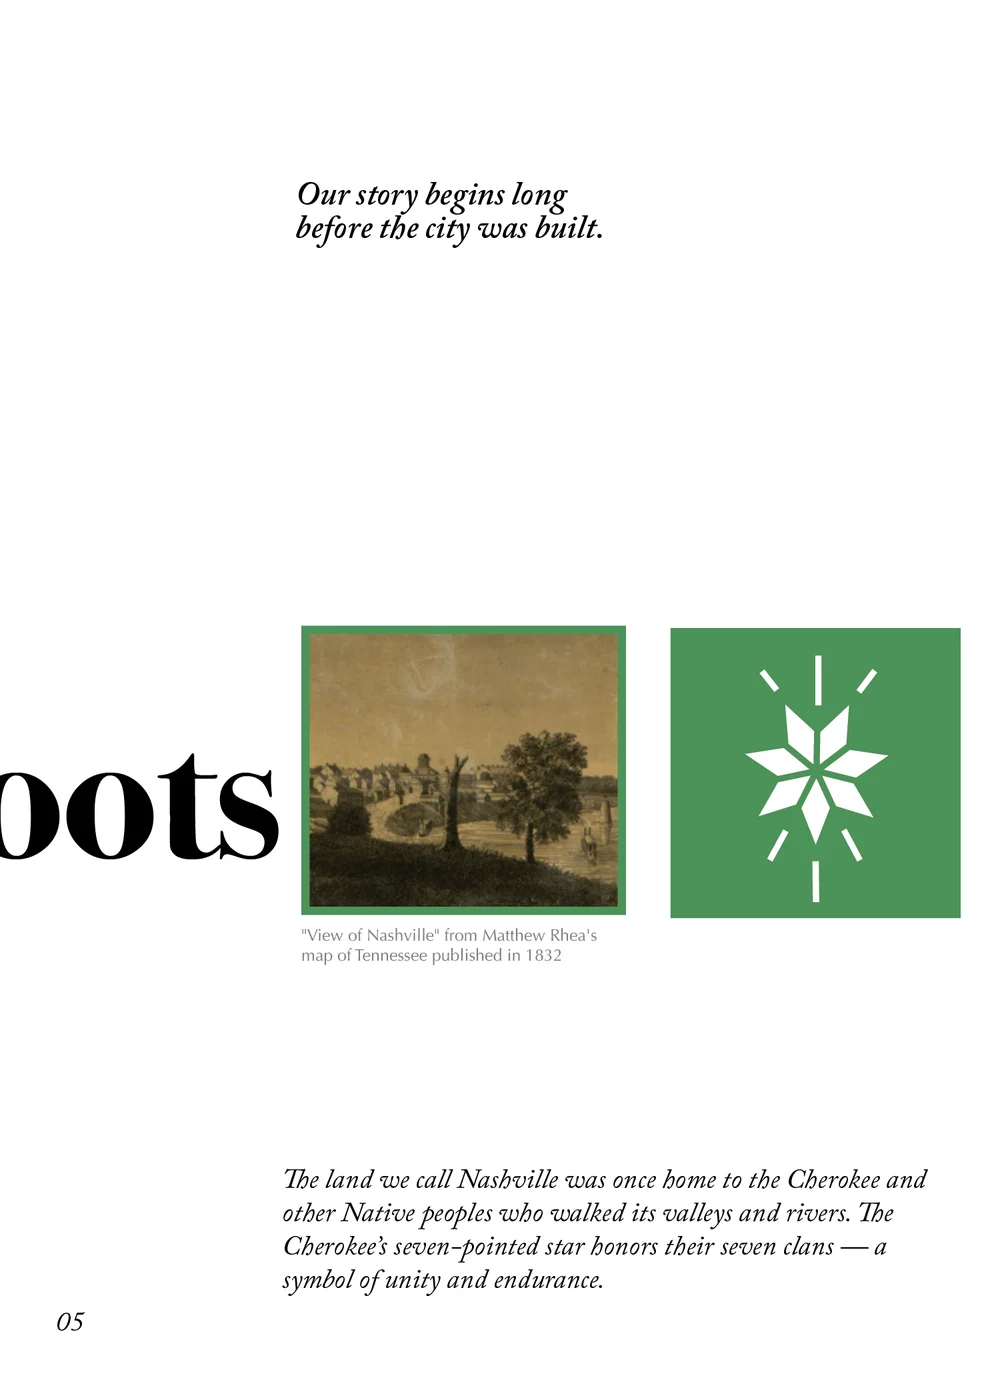 Our story begins long
before the city was built.
oots
"View of Nashville" from Matthew Rhea's
map of Tennessee published in 1832
The land we call Nashville was once home to the Cherokee and
other Native peoples who walked its valleys and rivers. The
Cherokee’s seven-pointed star honors their seven clans — a
symbol of unity and endurance.
05